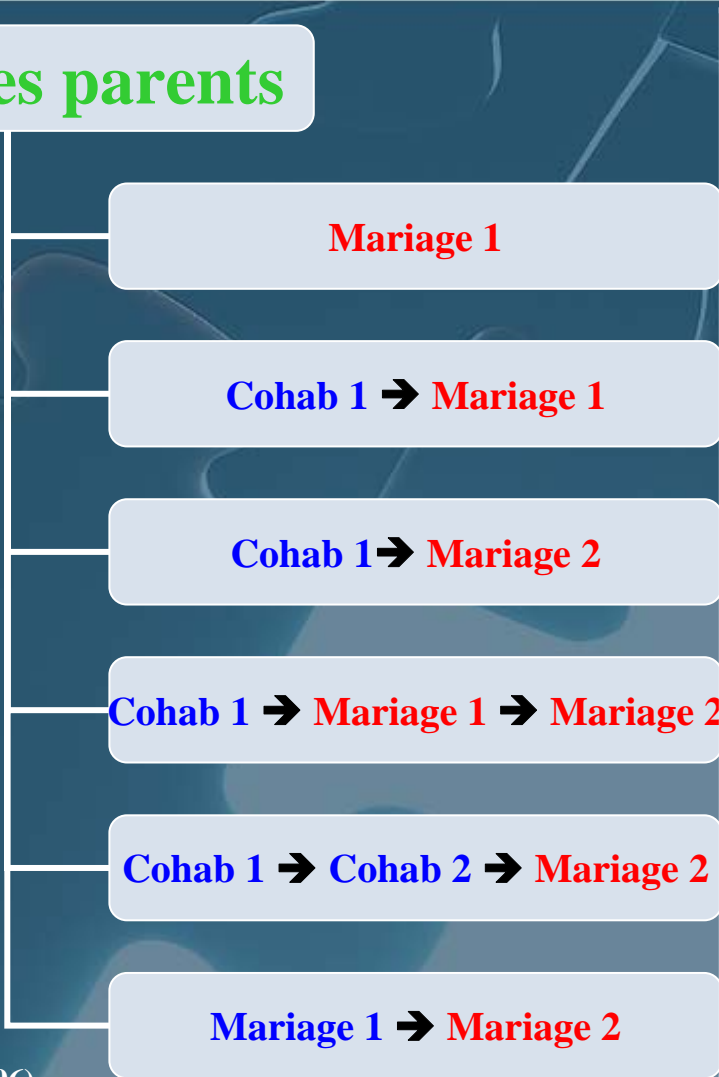 es parents
Mariage 1
Cohab 1 ➔ Mariage 1
Cohab 1➔ Mariage 2
Cohab 1 ➔ Mariage 1 ➔ Mariage 2
Cohab 1 ➔ Cohab 2 ➔ Mariage 2
Mariage 1 ➔ Mariage 2